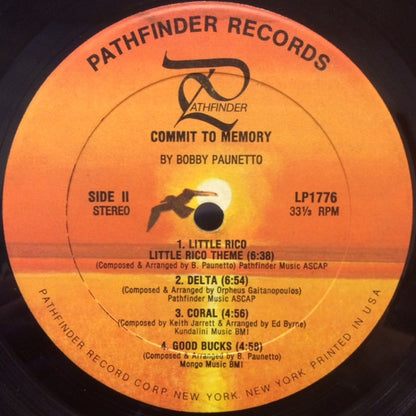 PATHFINDER RECORDS
PATHFINDER
COMMIT TO MEMORY
BY BOBBY PAUNETTO
SIDE II
STEREO
LP1776
33⅓ RPM
1. LITTLE RICO
LITTLE RICO THEME (6:38)
(Composed & Arranged by B. Paunetto) Pathfinder Music ASCAP
2. DELTA (6:54)
(Composed & Arranged by Orpheus Gaitanopoulos)
Pathfinder Music ASCAP
3. CORAL (4:56)
(Composed by Keith Jarrett & Arranged by Ed Byrne)
Kundalini Music BMI
4. GOOD BUCKS (4:58)
(Composed & Arranged by B. Paunetto)
Mongo Music BMI
PATHFINDER RECORD CORP. NEW YORK, NEW YORK. PRINTED IN U.S.A.